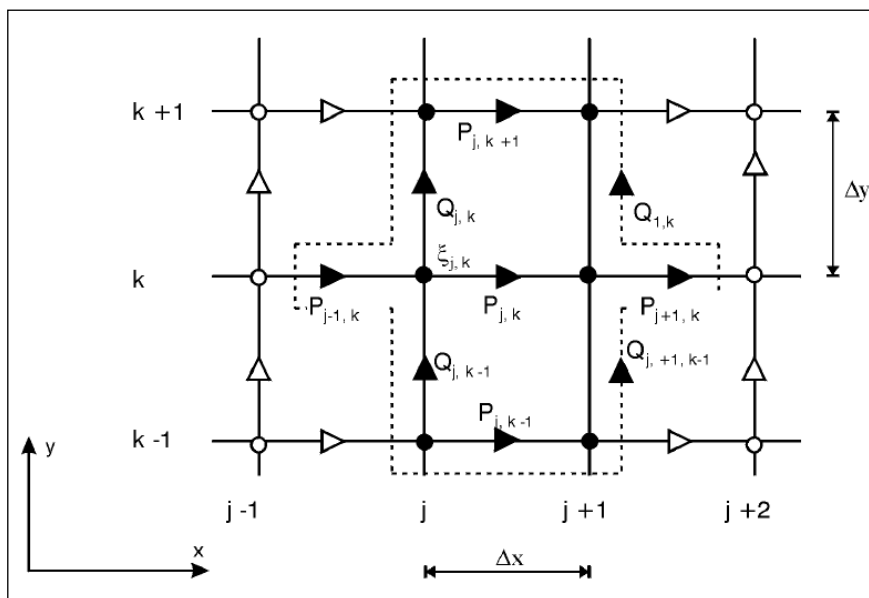 k +1
P j, k +1
Δy
Q j, k
Q 1,k
ξ j,k
k
P j-1, k
P j, k
P j+1, k
Q j, k-1
Q j, +1, k-1
P j, k-1
k -1
y
j -1
j
j +1
j +2
x
Δx